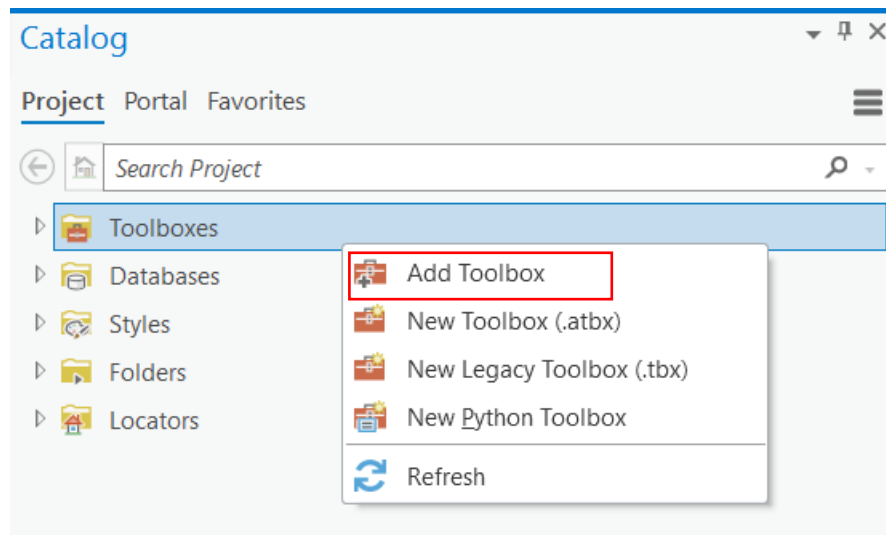 Catalog
Project Portal Favorites
Search Project
Toolboxes
Databases
Styles
Folders
Locators
Add Toolbox
New Toolbox (.atbx)
New Legacy Toolbox (.tbx)
New Python Toolbox
Refresh